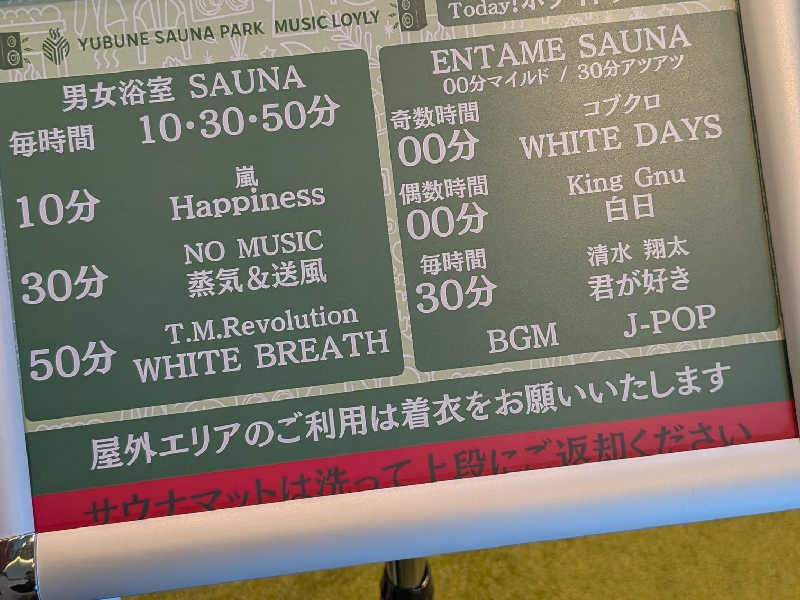 YUBUNE SAUNA PARK MUSIC LOYLY
男女浴室 SAUNA
毎時間 10・30・50分
10分 嵐
Happiness
30分 NO MUSIC
蒸気&送風
50分 T.M.Revolution
WHITE BREATH
Today!
ENTAME SAUNA
00分マイルド / 30分アツアツ
奇数時間 コブクロ
00分 WHITE DAYS
偶数時間 King Gnu
00分 白日
毎時間 清水 翔太
30分 君が好き
BGM J-POP
屋外エリアのご利用は着衣をお願いいたします
サウナマットは洗って上段にご返却ください